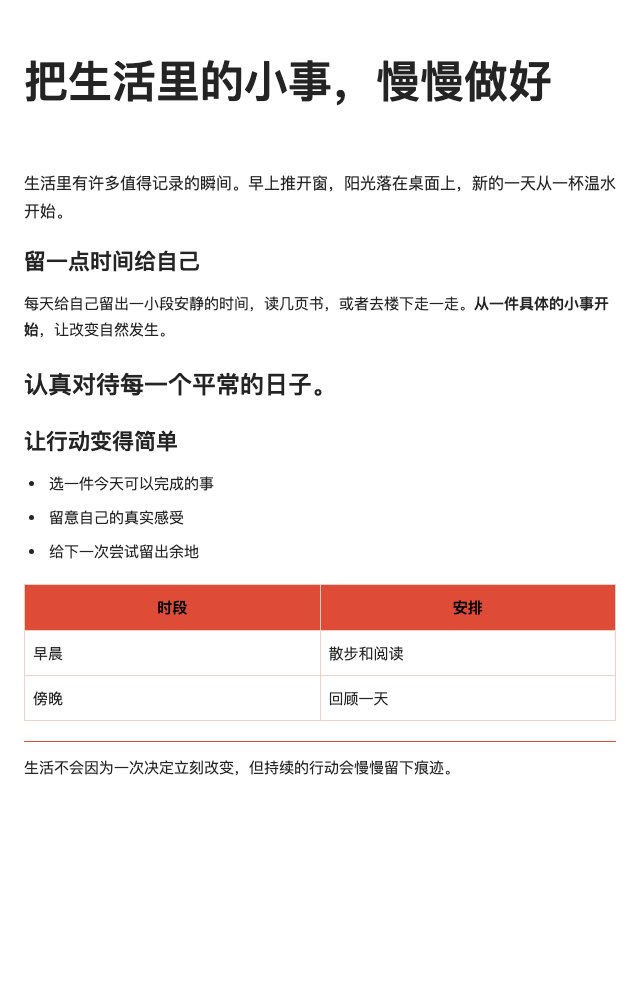 把生活里的小事，慢慢做好
生活里有许多值得记录的瞬间。早上推开窗，阳光落在桌面上，新的一天从一杯温水
开始。
留一点时间给自己
每天给自己留出一小段安静的时间，读几页书，或者去楼下走一走。从一件具体的小事开
始，让改变自然发生。
认真对待每一个平常的日子。
让行动变得简单
• 选一件今天可以完成的事
• 留意自己的真实感受
• 给下一次尝试留出余地
时段 安排
早晨 散步和阅读
傍晚 回顾一天
生活不会因为一次决定立刻改变，但持续的行动会慢慢留下痕迹。